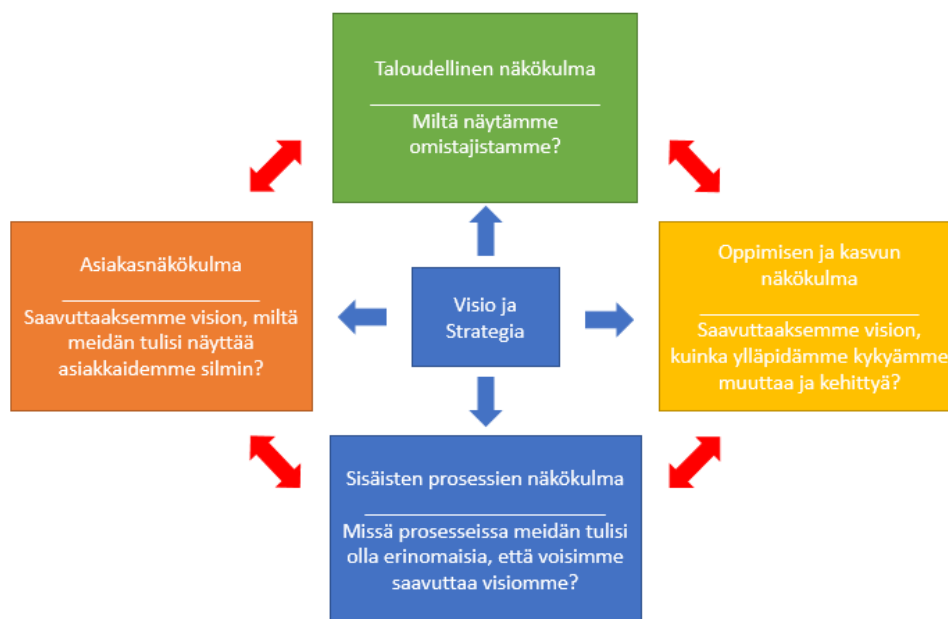 Taloudellinen näkökulma
Miltä näytämme
omistajistamme?
Asiakasnäkökulma
Saavuttaaksemme vision, miltä
meidän tulisi näyttää
asiakkaidemme silmin?
Visio ja
Strategia
Oppimisen ja kasvun
näkökulma
Saavuttaaksemme vision,
kuinka ylläpidämme kykyämme
muuttaa ja kehittyä?
Sisäisten prosessien näkökulma
Missä prosesseissa meidän tulisi
olla erinomaisia, että voisimme
saavuttaa visiomme?